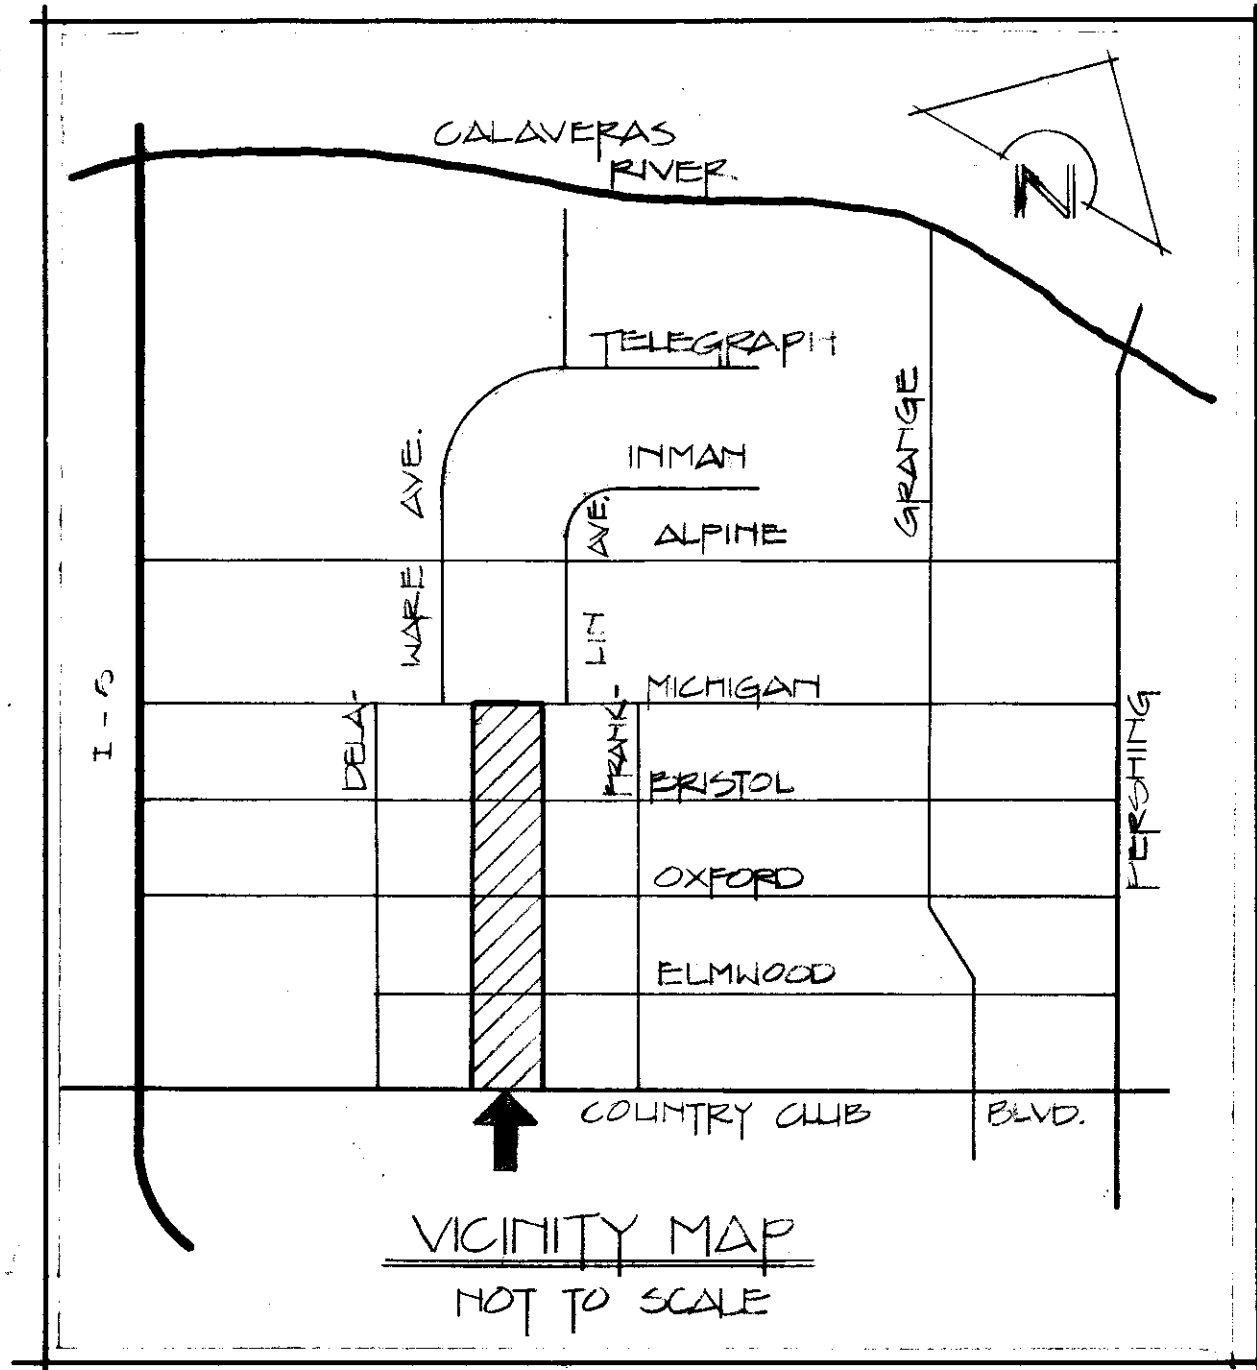 CALAVERAS
RIVER.
N
TELEGRAPH
GRANGE
INMAN
WARE AVE.
LIN AVE.
ALPINE
I-5
MICHIGAN
DELA-
FRANK-
BRISTOL
PERSHING
OXFORD
ELMWOOD
COUNTRY CLUB BLVD.
VICINITY MAP
NOT TO SCALE